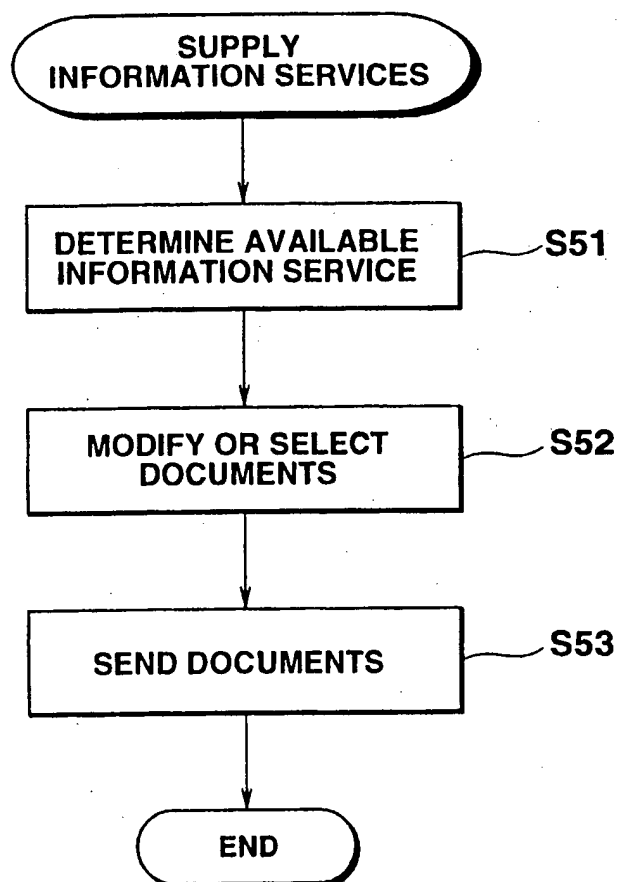 SUPPLY
INFORMATION SERVICES
DETERMINE AVAILABLE
INFORMATION SERVICE
S51
MODIFY OR SELECT
DOCUMENTS
S52
SEND DOCUMENTS
S53
END